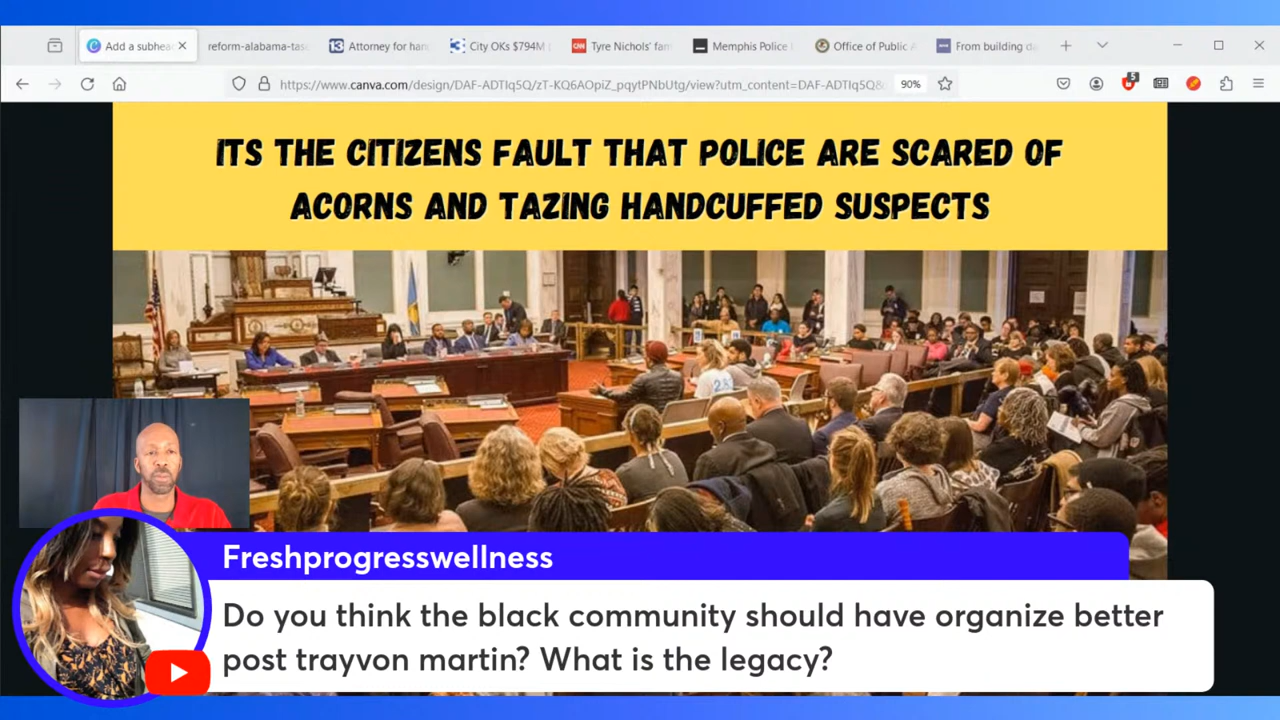 Add a subhea
reform-alabama-tas
Attorney for han
City OKs $794M
Tyre Nichols' fam
Memphis Police
Office of Public A
From building da
https://www.canva.com/design/DAF-ADTIq5Q/zT-KQ6AOpiZ_pqytPNbUtg/view?utm_content=DAF-ADTIq5Q8
90%
5
ITS THE CITIZENS FAULT THAT POLICE ARE SCARED OF
ACORNS AND TAZING HANDCUFFED SUSPECTS
Freshprogresswellness
Do you think the black community should have organize better
post trayvon martin? What is the legacy?